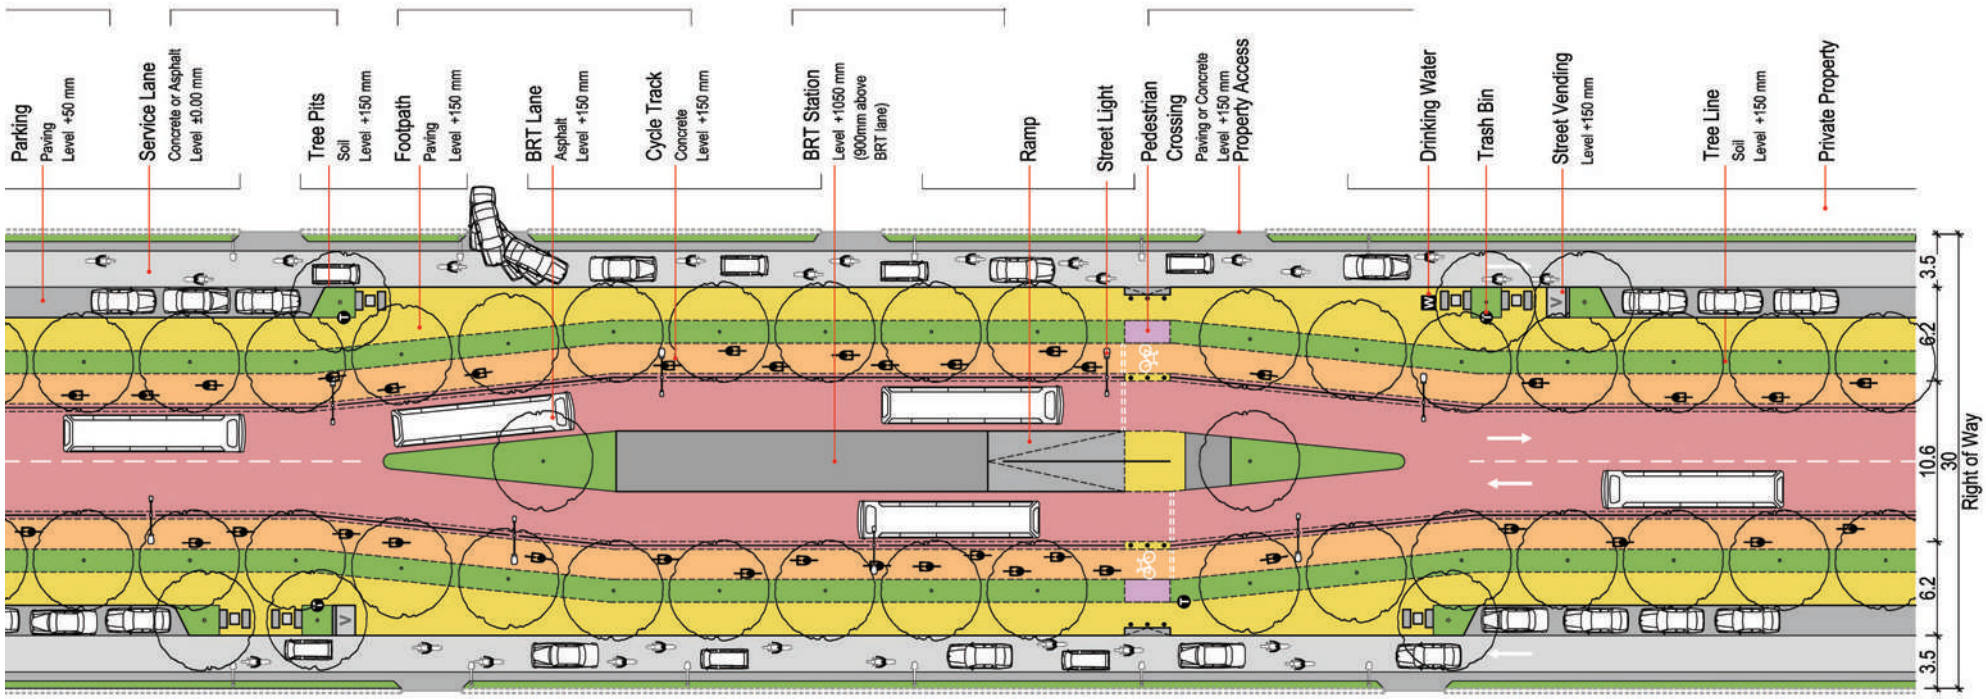 Parking
Paving
Level +50 mm
Service Lane
Concrete or Asphalt
Level ±0.00 mm
Tree Pits
Soil
Level +150 mm
Footpath
Paving
Level +150 mm
BRT Lane
Asphalt
Level +150 mm
Cycle Track
Concrete
Level +150 mm
BRT Station
Level +1050 mm
(900mm above
BRT lane)
Ramp
Street Light
Pedestrian
Crossing
Paving or Concrete
Level +150 mm
Property Access
Drinking Water
Trash Bin
Street Vending
Level +150 mm
Tree Line
Soil
Level +150 mm
Private Property
3.5
6.2
10.6
6.2
3.5
30
Right of Way
T
W
T
V
T
V
T